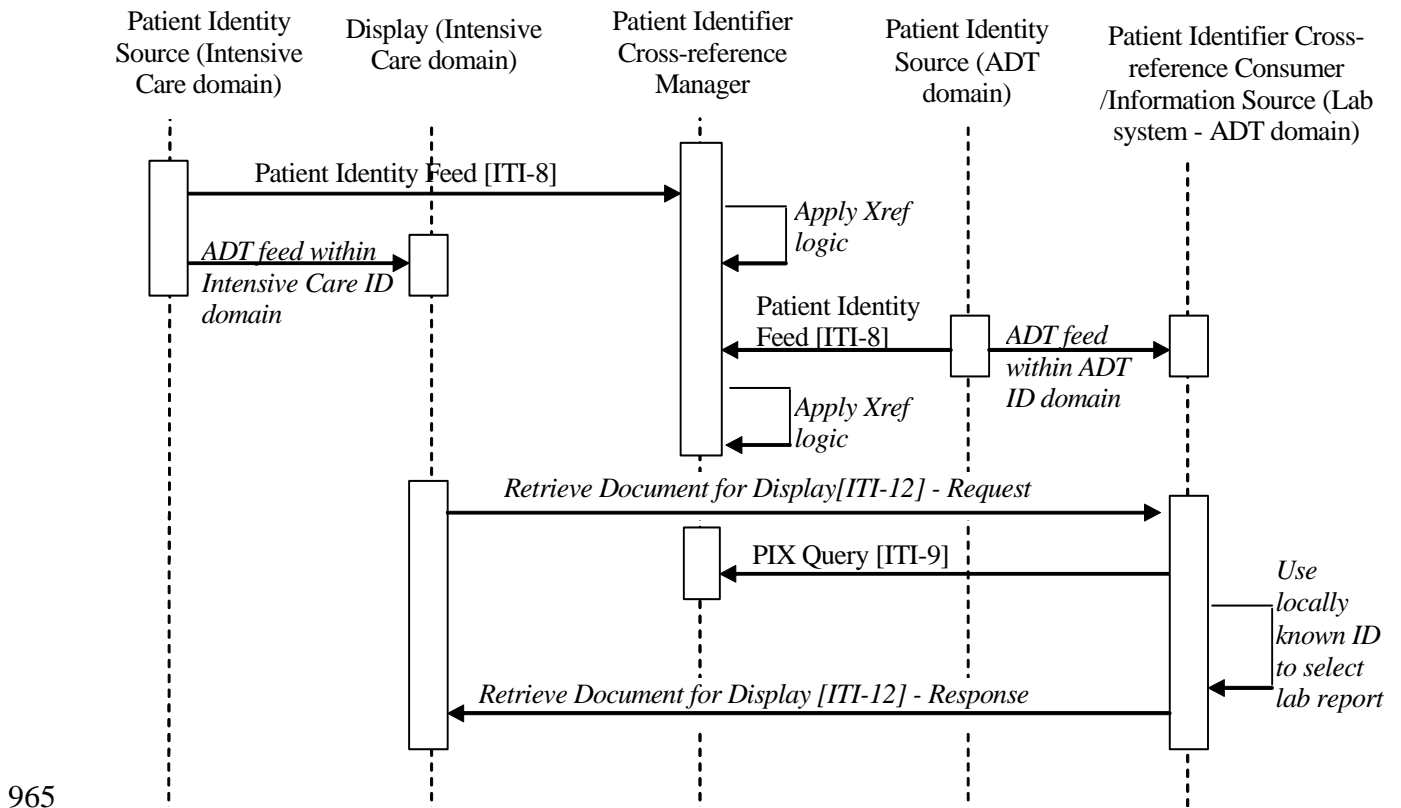 Patient Identity
Source (Intensive
Care domain)
Display (Intensive
Care domain)
Patient Identifier
Cross-reference
Manager
Patient Identity
Source (ADT
domain)
Patient Identifier Cross-
reference Consumer
/Information Source (Lab
system - ADT domain)
Patient Identity Feed [ITI-8]
Apply Xref
logic
ADT feed within
Intensive Care ID
domain
Patient Identity
Feed [ITI-8]
ADT feed
within ADT
ID domain
Apply Xref
logic
Retrieve Document for Display[ITI-12] - Request
PIX Query [ITI-9]
Use
locally
known ID
to select
lab report
Retrieve Document for Display [ITI-12] - Response
965